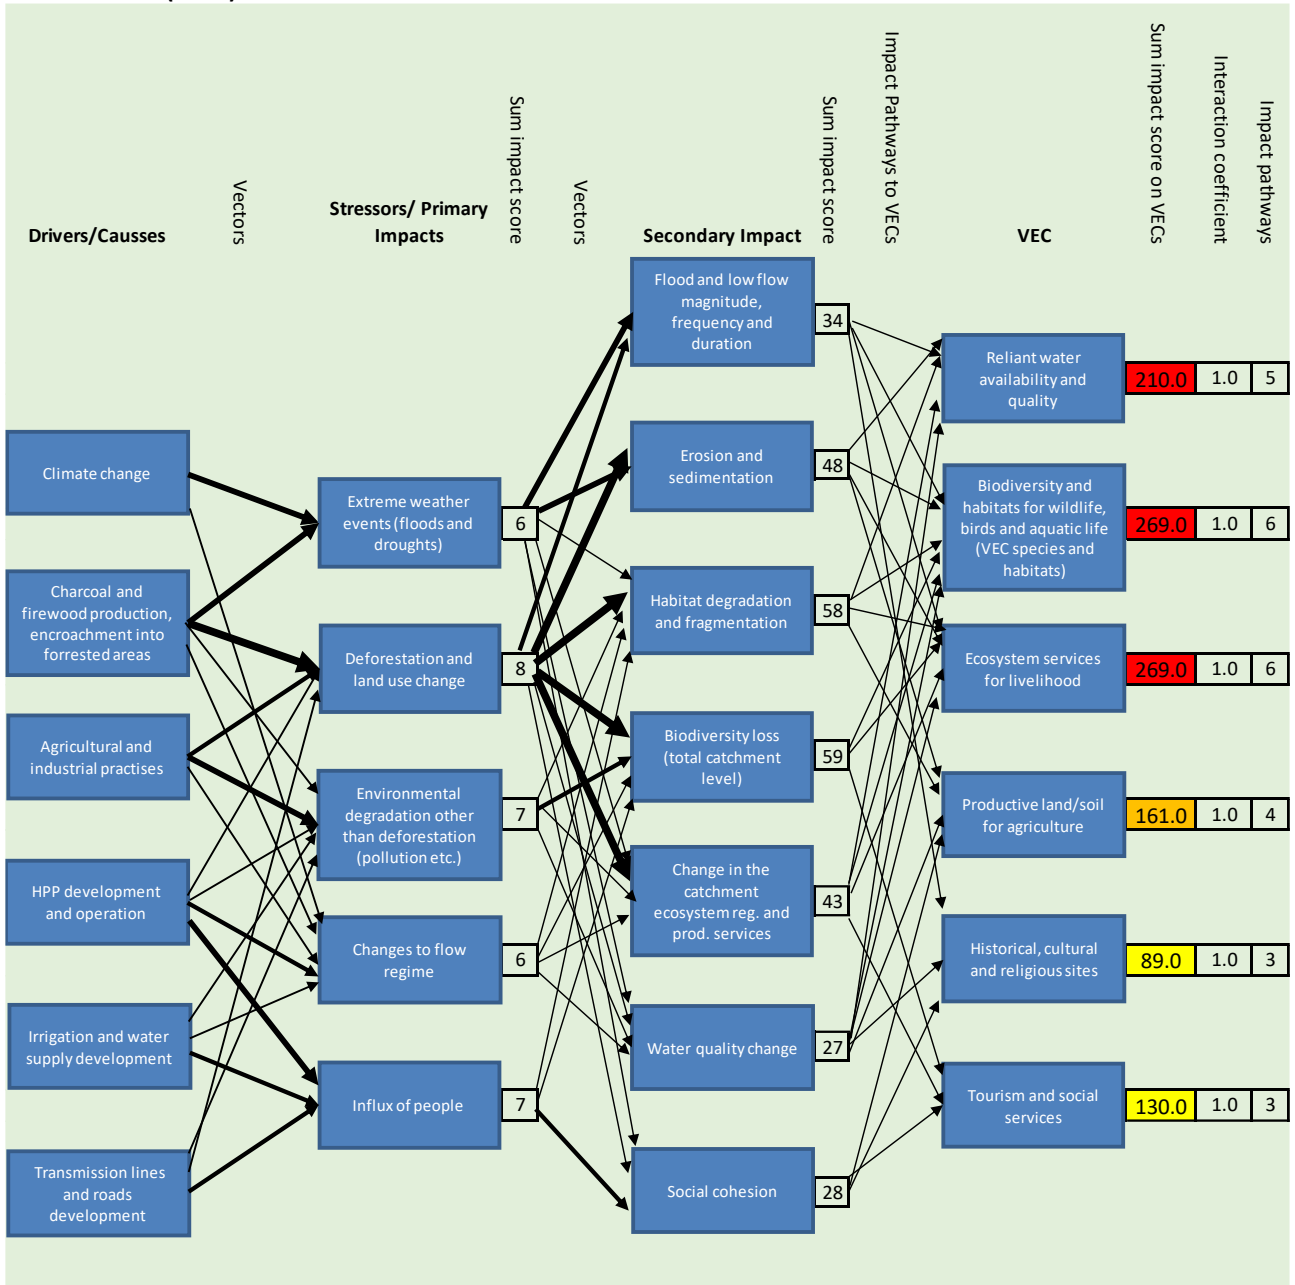 Drivers/Causses
Vectors
Stressors/ Primary
Impacts
Sum impact score
Vectors
Secondary Impact
Sum impact score
Impact Pathways to VECs
VEC
Sum impact score
on VECs
Interaction
coefficient
Impact pathways
Climate change
Charcoal and
firewood production,
encroachment into
forrested areas
Agricultural and
industrial practises
HPP development
and operation
Irrigation and water
supply development
Transmission lines
and roads
development
Extreme weather
events (floods and
droughts)
6
Deforestation and
land use change
8
Environmental
degradation other
than deforestation
(pollution etc.)
7
Changes to flow
regime
6
Influx of people
7
Flood and low flow
magnitude,
frequency and
duration
34
Erosion and
sedimentation
48
Habitat degradation
and fragmentation
58
Biodiversity loss
(total catchment
level)
59
Change in the
catchment
ecosystem reg. and
prod. services
43
Water quality change
27
Social cohesion
28
Reliant water
availability and
quality
210.0 1.0 5
Biodiversity and
habitats for wildlife,
birds and aquatic life
(VEC species and
habitats)
269.0 1.0 6
Ecosystem services
for livelihood
269.0 1.0 6
Productive land/soil
for agriculture
161.0 1.0 4
Historical, cultural
and religious sites
89.0 1.0 3
Tourism and social
services
130.0 1.0 3